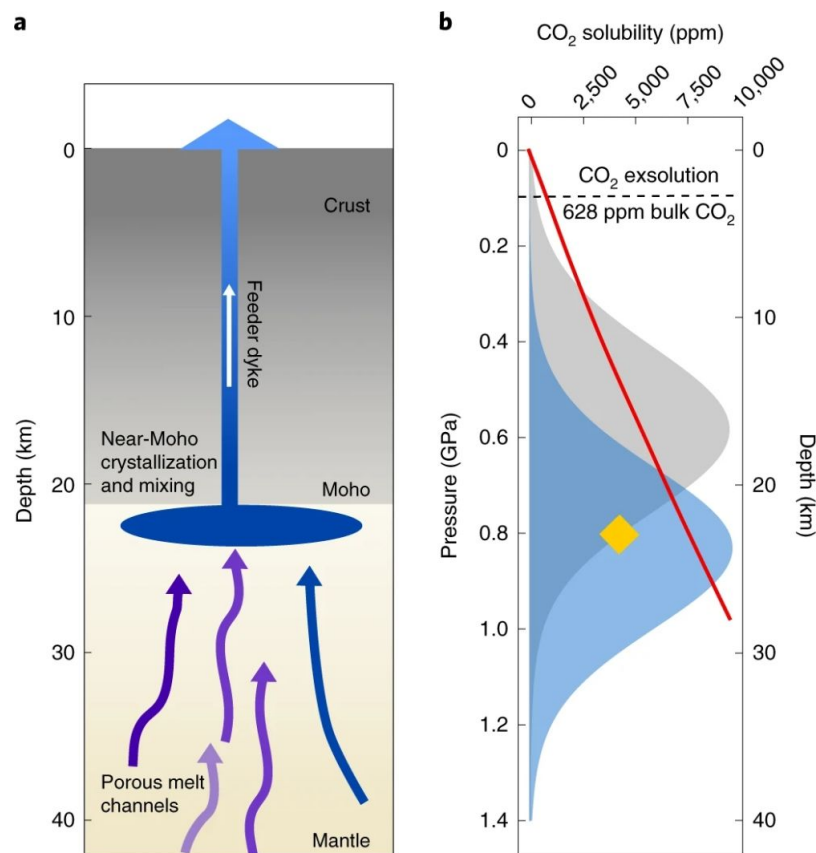 a
0
10
20
30
40
Depth (km)
Crust
Feeder dyke
Near-Moho
crystallization
and mixing
Moho
Porous melt
channels
Mantle
b
CO₂ solubility (ppm)
0
2,500
5,000
7,500
10,000
0
0.2
0.4
0.6
0.8
1.0
1.2
1.4
Pressure (GPa)
CO₂ exsolution
628 ppm bulk CO₂
0
10
20
30
40
Depth (km)